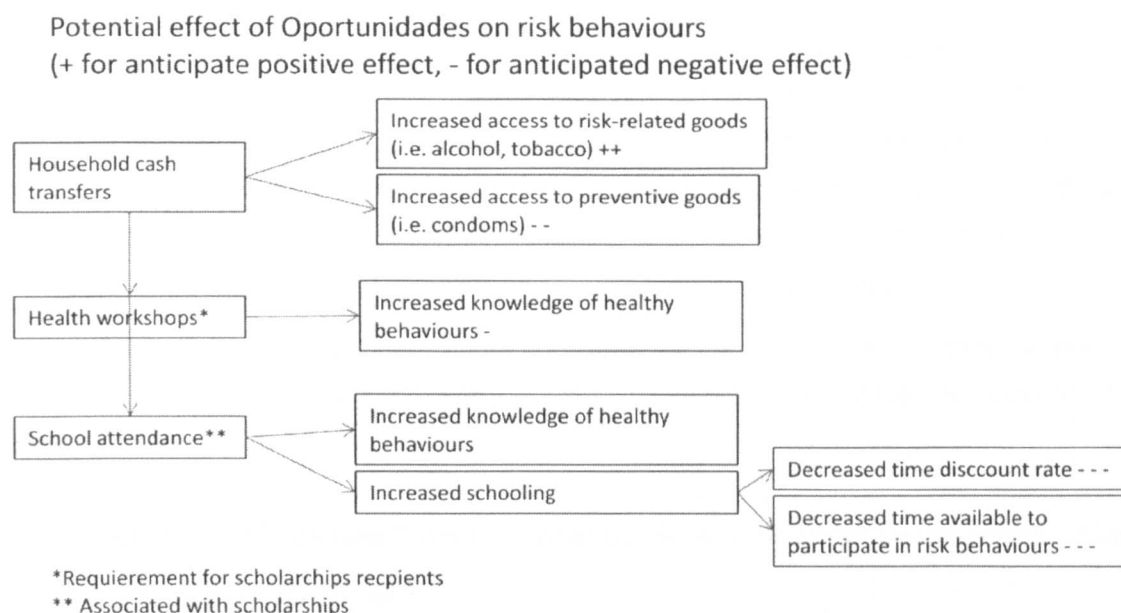 Potential effect of Oportunidades on risk behaviours
(+ for anticipate positive effect, - for anticipated negative effect)
Household cash
transfers
Increased access to risk-related goods
(i.e. alcohol, tobacco) ++
Increased access to preventive goods
(i.e. condoms) - -
Health workshops*
Increased knowledge of healthy
behaviours -
School attendance**
Increased knowledge of healthy
behaviours
Increased schooling
Decreased time disccount rate - - -
Decreased time available to
participate in risk behaviours - - -
*Requierement for scholarchips recpients
** Associated with scholarships